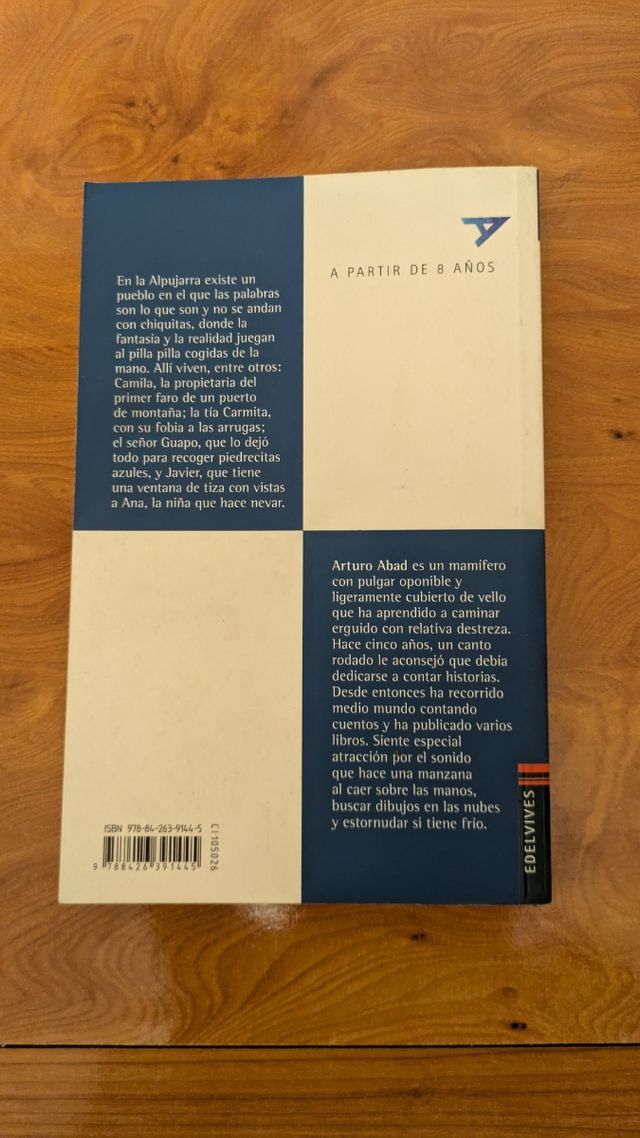 A PARTIR DE 8 AÑOS
En la Alpujarra existe un
pueblo en el que las palabras
son lo que son y no se andan
con chiquitas, donde la
fantasía y la realidad juegan
al pilla pilla cogidas de la
mano. Allí viven, entre otros:
Camila, la propietaria del
primer faro de un puerto
de montaña; la tía Carmita,
con su fobia a las arrugas;
el señor Guapo, que lo dejó
todo para recoger piedrecitas
azules, y Javier, que tiene
una ventana de tiza con vistas
a Ana, la niña que hace nevar.
Arturo Abad es un mamífero
con pulgar oponible y
ligeramente cubierto de vello
que ha aprendido a caminar
erguido con relativa destreza.
Hace cinco años, un canto
rodado le aconsejó que debía
dedicarse a contar historias.
Desde entonces ha recorrido
medio mundo contando
cuentos y ha publicado varios
libros. Siente especial
atracción por el sonido
que hace una manzana
al caer sobre las manos,
buscar dibujos en las nubes
y estornudar si tiene frío.
ISBN 978-84-263-9144-5
9 788426 391445
CI105026
EDELVIVES